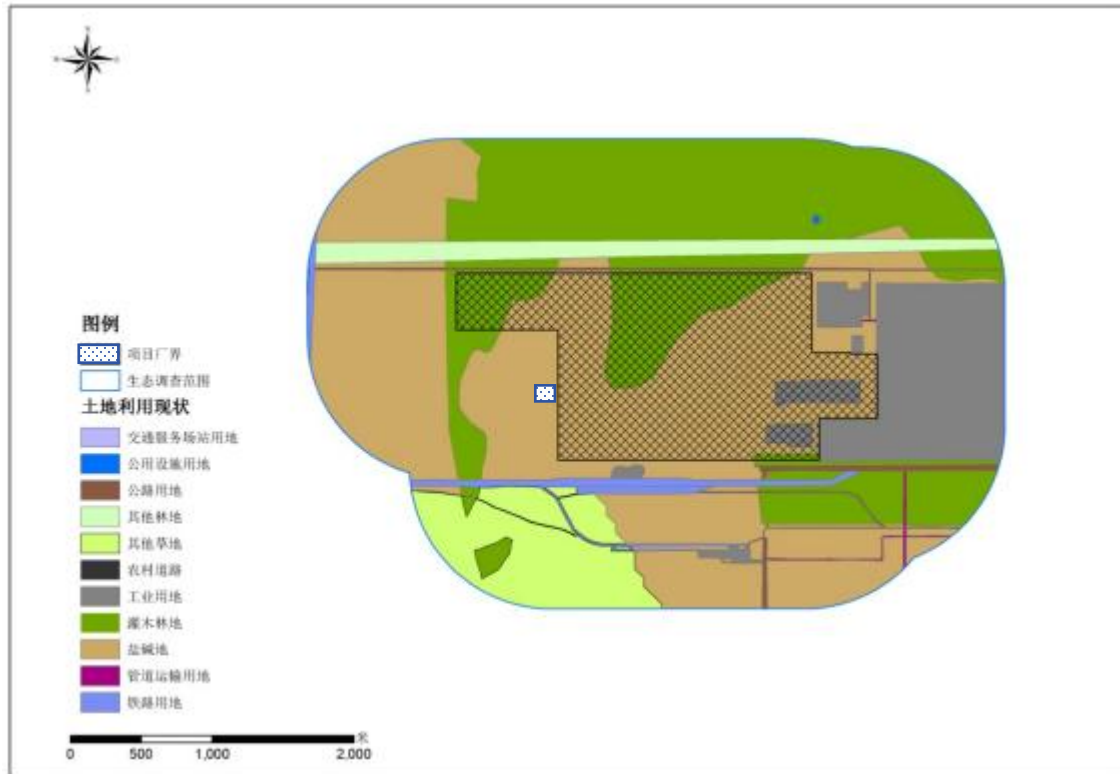 图例
项目厂界
生态调查范围
土地利用现状
交通服务场站用地
公用设施用地
公路用地
其他林地
其他草地
农村道路
工业用地
灌木林地
盐碱地
管道运输用地
铁路用地
米
0 500 1,000 2,000